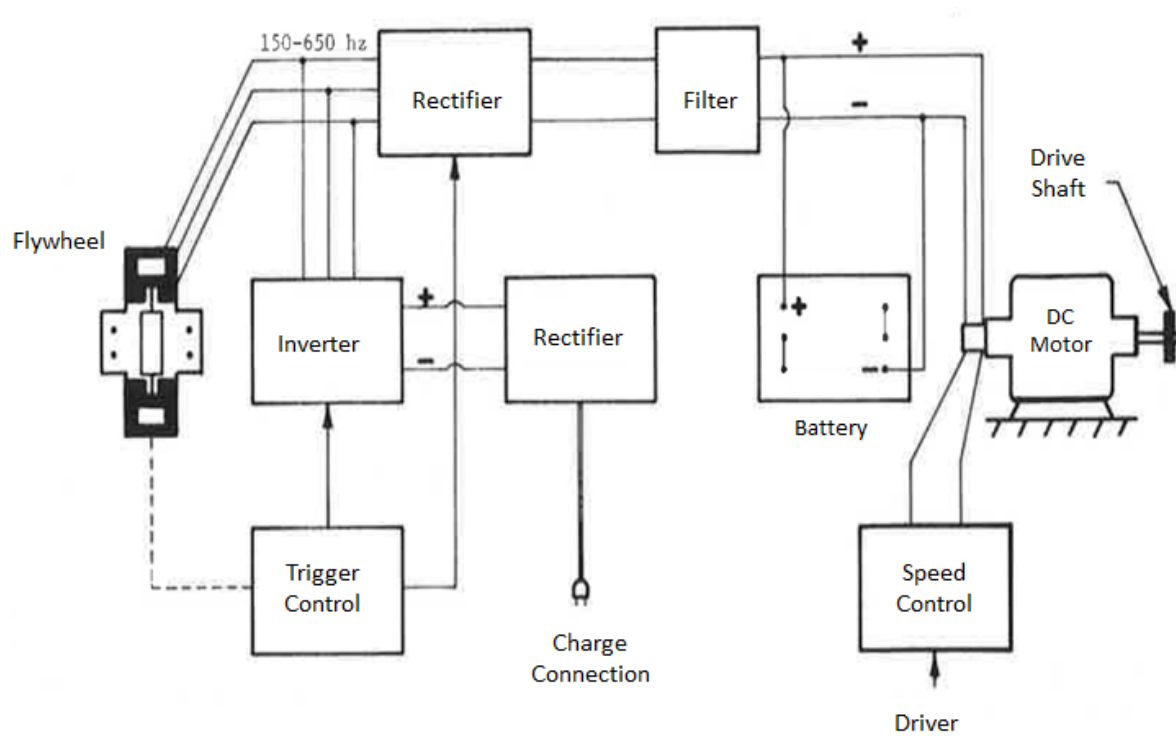 150-650 hz
Rectifier
Filter
+
-
Drive
Shaft
Flywheel
Inverter
+
-
Rectifier
+
-
Battery
DC
Motor
Trigger
Control
Charge
Connection
Speed
Control
Driver